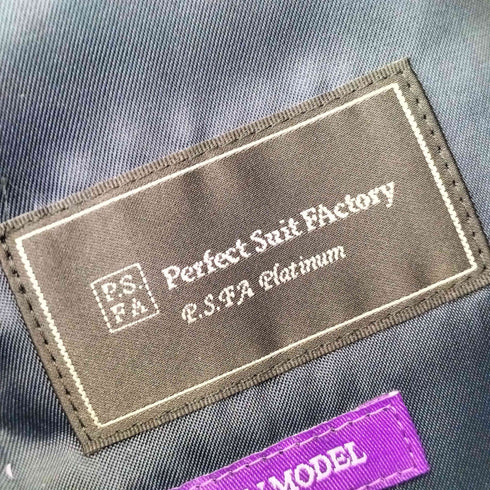 P.S.
FA
Perfect Suit FActory
P.S.FA Platinum
MODEL